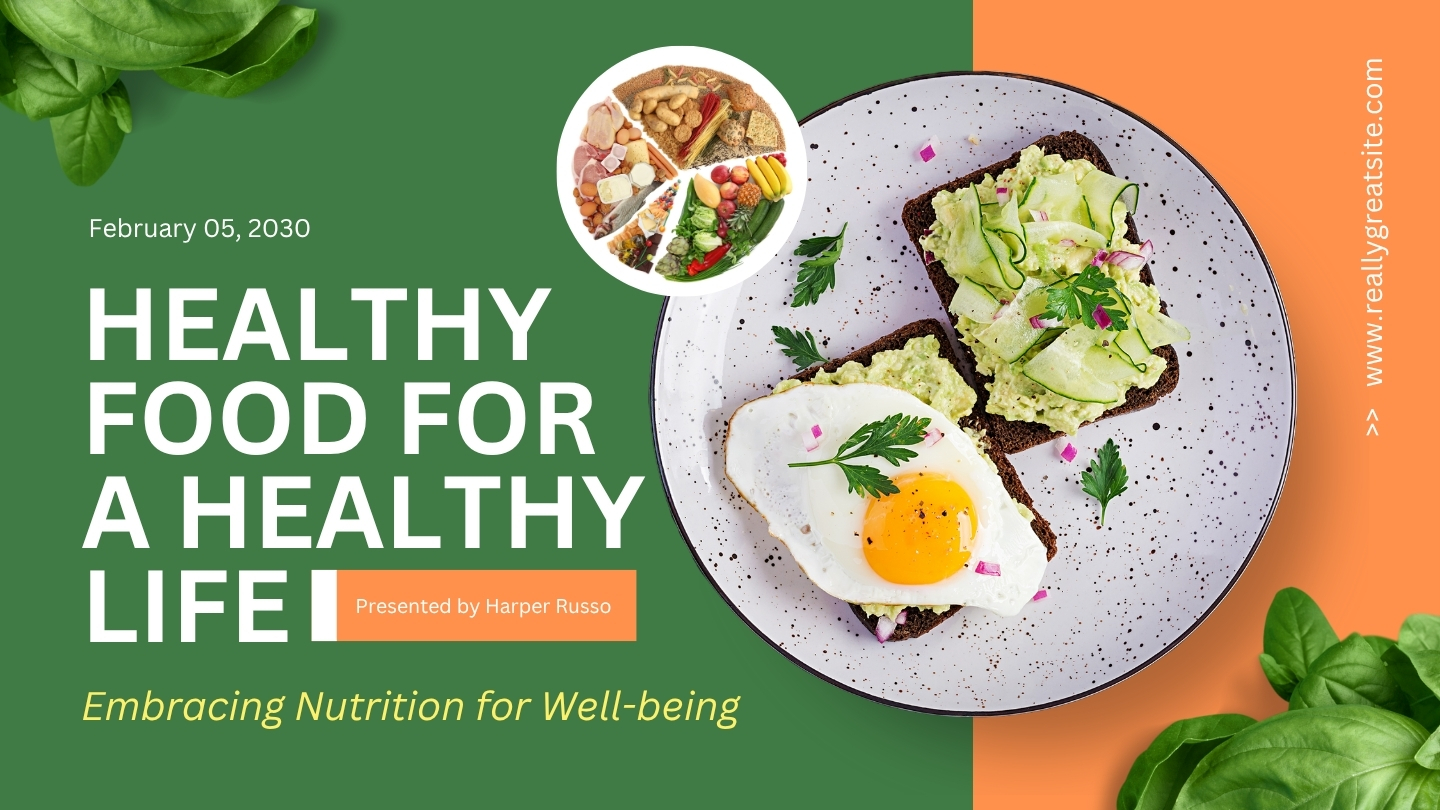 February 05, 2030
HEALTHY
FOOD FOR
A HEALTHY
LIFE
Presented by Harper Russo
Embracing Nutrition for Well-being
>> www.reallygreatsite.com